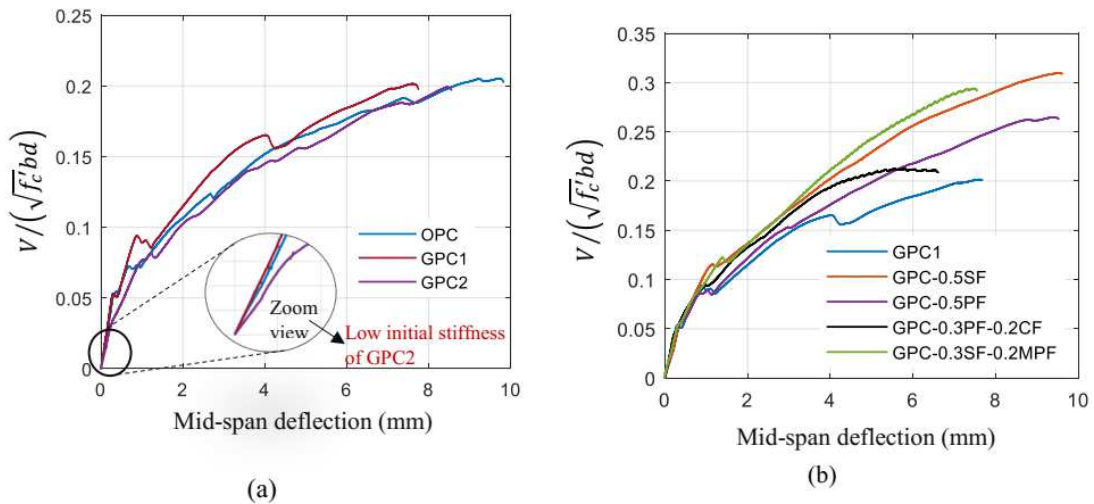 0.25
0.2
0.15
0.1
0.05
0
V/(√f′c bd)
0 2 4 6 8 10
Mid-span deflection (mm)
OPC
GPC1
GPC2
Zoom
view
Low initial stiffness
of GPC2
(a)
0.35
0.3
0.25
0.2
0.15
0.1
0.05
0
V/(√f′c bd)
0 2 4 6 8 10
Mid-span deflection (mm)
GPC1
GPC-0.5SF
GPC-0.5PF
GPC-0.3PF-0.2CF
GPC-0.3SF-0.2MPF
(b)